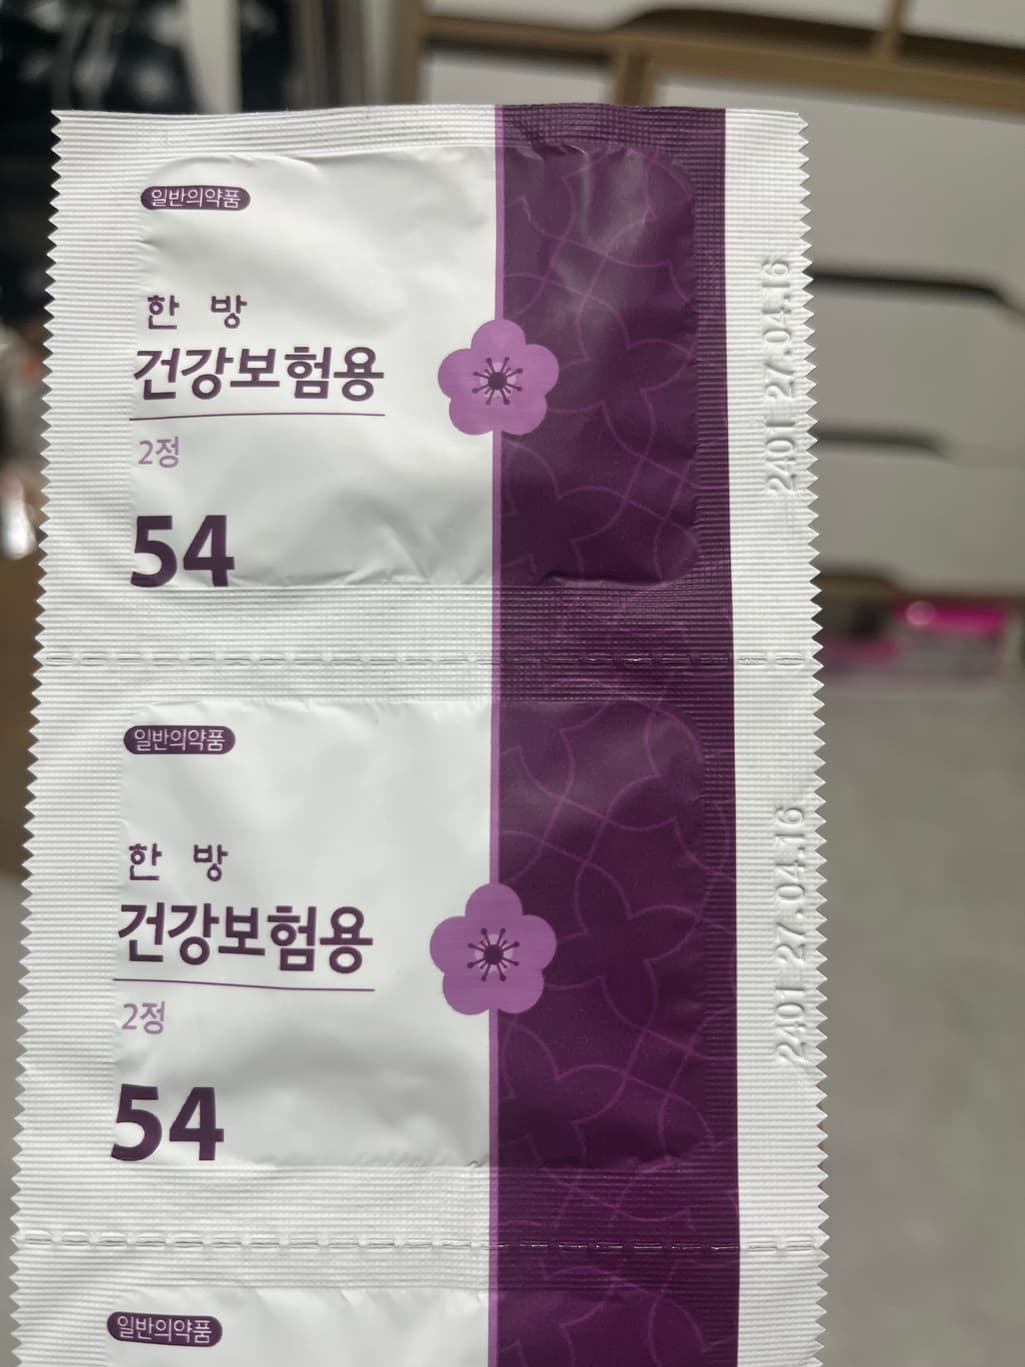 일반의약품
한 방
건강보험용
2정
54
2401 27.04.16
일반의약품
한 방
건강보험용
2정
54
2401 27.04.16
일반의약품